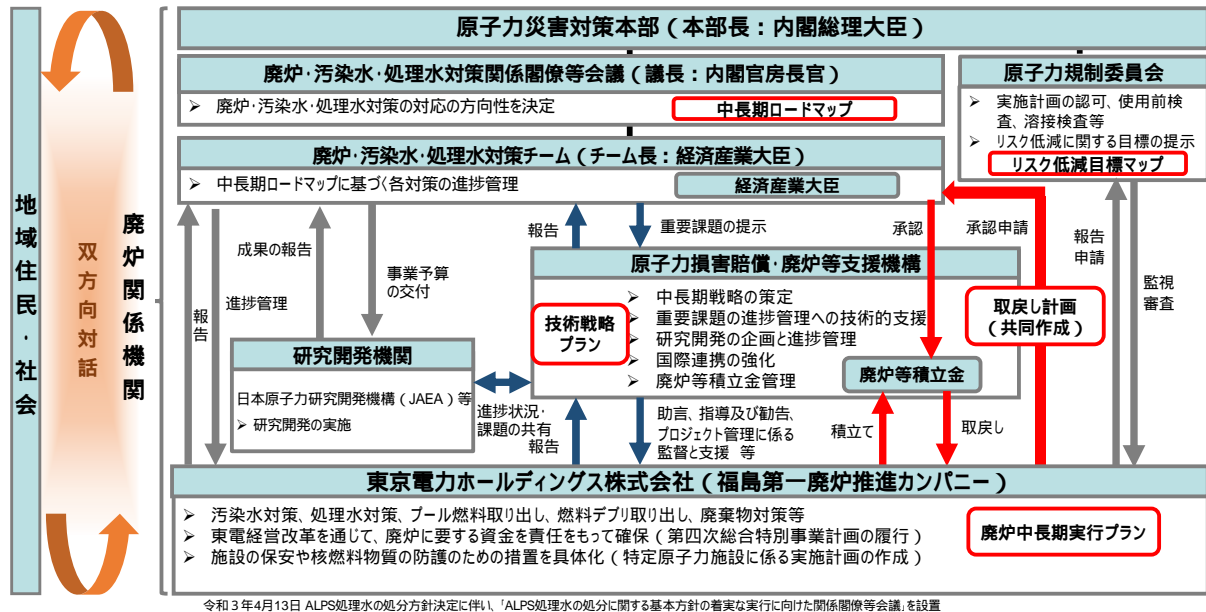 原子力災害対策本部（本部長：内閣総理大臣）
廃炉・汚染水・処理水対策関係閣僚等会議（議長：内閣官房長官）
➢ 廃炉・汚染水・処理水対策の対応の方向性を決定
中長期ロードマップ
原子力規制委員会
➢ 実施計画の認可、使用前検
査、溶接検査等
➢ リスク低減に関する目標の提示
リスク低減目標マップ
廃炉・汚染水・処理水対策チーム（チーム長：経済産業大臣）
➢ 中長期ロードマップに基づく各対策の進捗管理
経済産業大臣
地域住民・社会
双方向対話
廃炉関係機関
報告
進捗管理
成果の報告
事業予算
の交付
報告
重要課題の提示
承認
承認申請
報告
申請
監視
審査
原子力損害賠償・廃炉等支援機構
技術戦略
プラン
➢ 中長期戦略の策定
➢ 重要課題の進捗管理への技術的支援
➢ 研究開発の企画と進捗管理
➢ 国際連携の強化
➢ 廃炉等積立金管理
廃炉等積立金
取戻し計画
（共同作成）
研究開発機関
日本原子力研究開発機構（JAEA）等
➢ 研究開発の実施
進捗状況・
課題の共有
報告
助言、指導及び勧告、
プロジェクト管理に係る
監督と支援 等
積立て
取戻し
東京電力ホールディングス株式会社（福島第一廃炉推進カンパニー）
➢ 汚染水対策、処理水対策、プール燃料取り出し、燃料デブリ取り出し、廃棄物対策等
➢ 東電経営改革を通じて、廃炉に要する資金を責任をもって確保（第四次総合特別事業計画の履行）
➢ 施設の保安や核燃料物質の防護のための措置を具体化（特定原子力施設に係る実施計画の作成）
廃炉中長期実行プラン
令和３年4月13日 ALPS処理水の処分方針決定に伴い、「ALPS処理水の処分に関する基本方針の着実な実行に向けた関係閣僚等会議」を設置